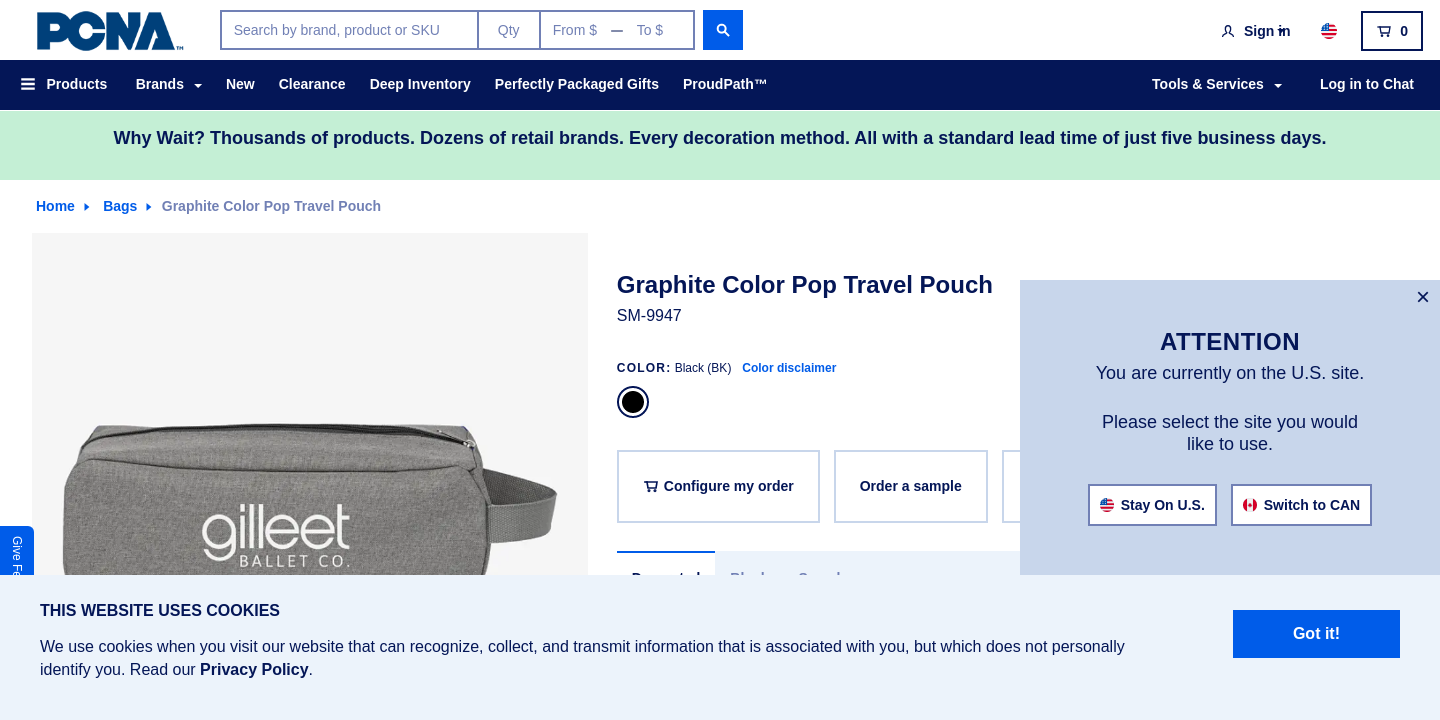 PCNA™
Search by brand, product or SKU
Qty
From $ — To $
Sign in
0
Products
Brands
New
Clearance
Deep Inventory
Perfectly Packaged Gifts
ProudPath™
Tools & Services
Log in to Chat
Why Wait? Thousands of products. Dozens of retail brands. Every decoration method. All with a standard lead time of just five business days.
Home
Bags
Graphite Color Pop Travel Pouch
gilleet
BALLET CO.
Graphite Color Pop Travel Pouch
SM-9947
COLOR: Black (BK) Color disclaimer
Configure my order
Order a sample
×
ATTENTION
You are currently on the U.S. site.
Please select the site you would
like to use.
Stay On U.S.
Switch to CAN
Give
THIS WEBSITE USES COOKIES
We use cookies when you visit our website that can recognize, collect, and transmit information that is associated with you, but which does not personally
identify you. Read our Privacy Policy.
Got it!